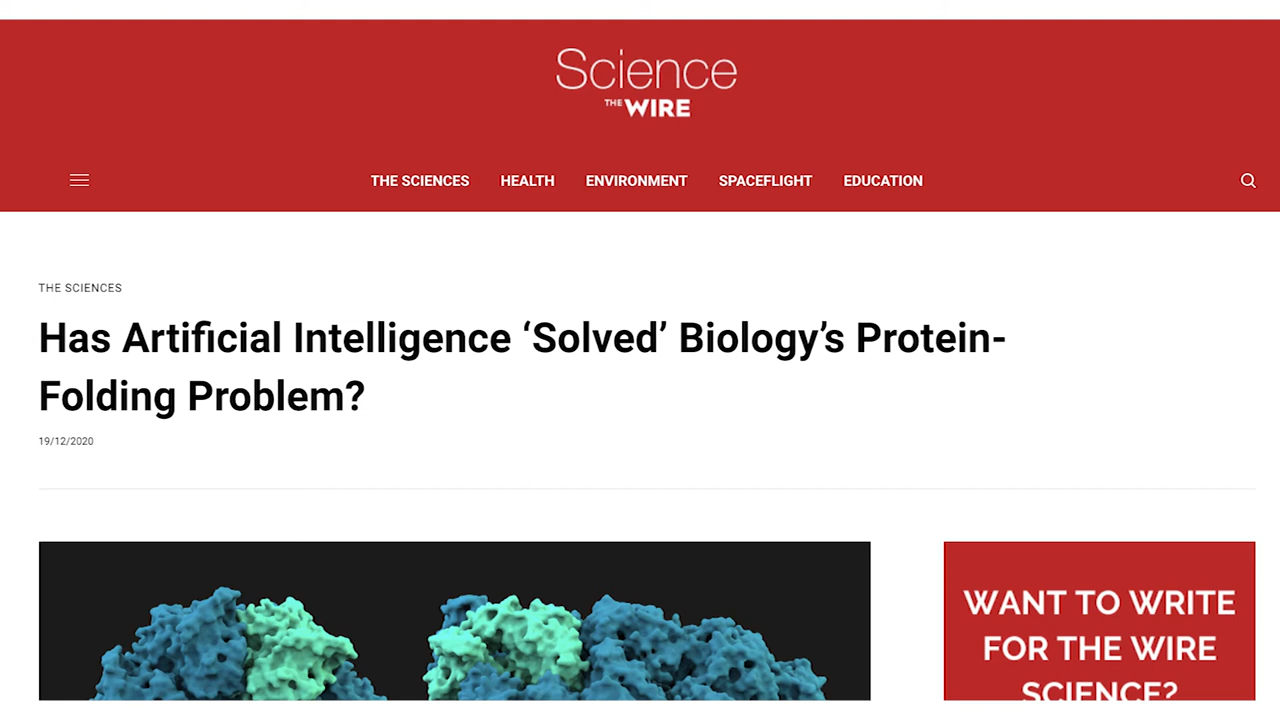 Science
THE WIRE
THE SCIENCES HEALTH ENVIRONMENT SPACEFLIGHT EDUCATION
THE SCIENCES
Has Artificial Intelligence ‘Solved’ Biology’s Protein-
Folding Problem?
19/12/2020
WANT TO WRITE
FOR THE WIRE
SCIENCE?